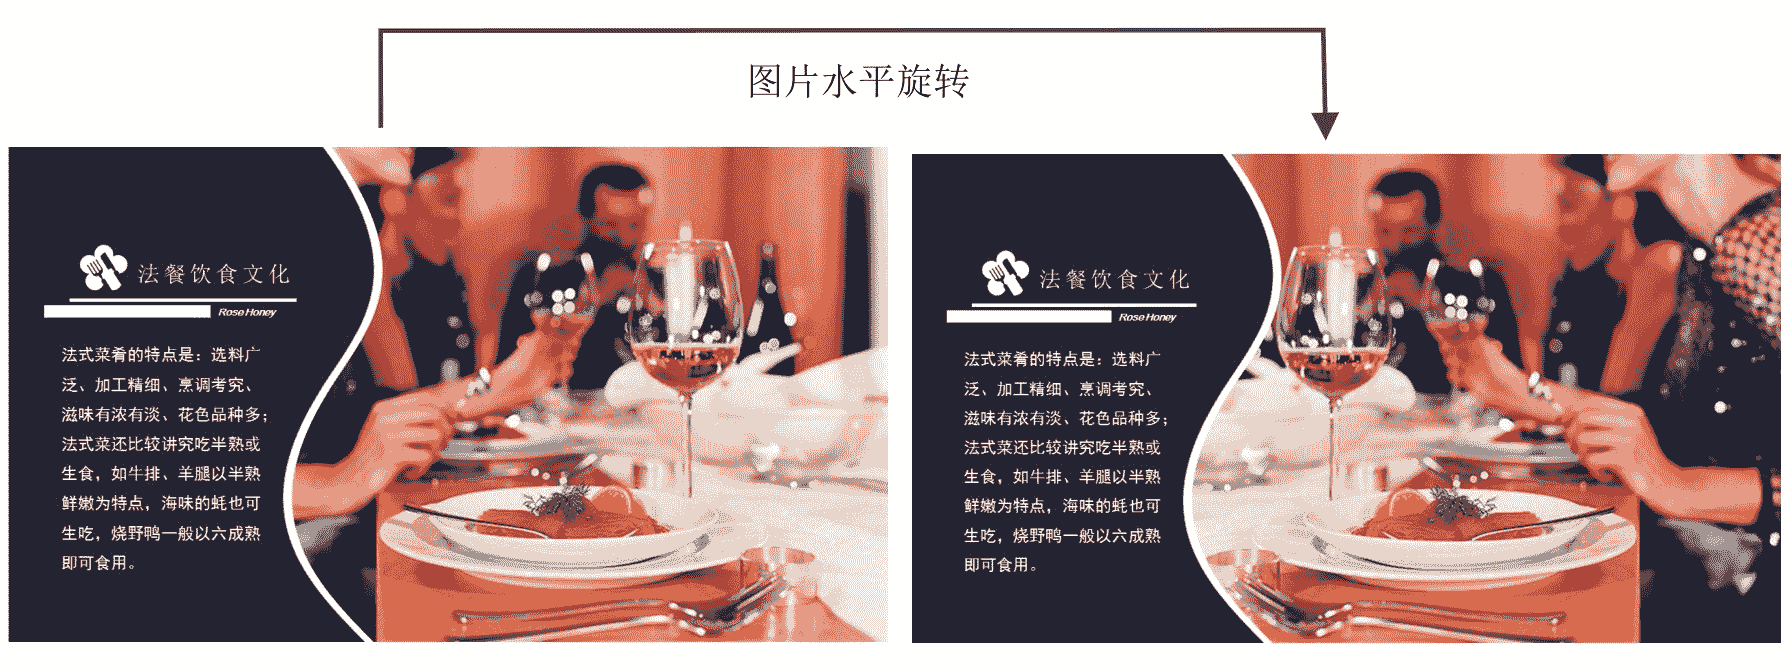 图片水平旋转
法餐饮食文化
Rose Honey
法式菜肴的特点是：选料广
泛、加工精细、烹调考究、
滋味有浓有淡、花色品种多；
法式菜还比较讲究吃半熟或
生食，如牛排、羊腿以半熟
鲜嫩为特点，海味的蚝也可
生吃，烧野鸭一般以六成熟
即可食用。
法餐饮食文化
Rose Honey
法式菜肴的特点是：选料广
泛、加工精细、烹调考究、
滋味有浓有淡、花色品种多；
法式菜还比较讲究吃半熟或
生食，如牛排、羊腿以半熟
鲜嫩为特点，海味的蚝也可
生吃，烧野鸭一般以六成熟
即可食用。